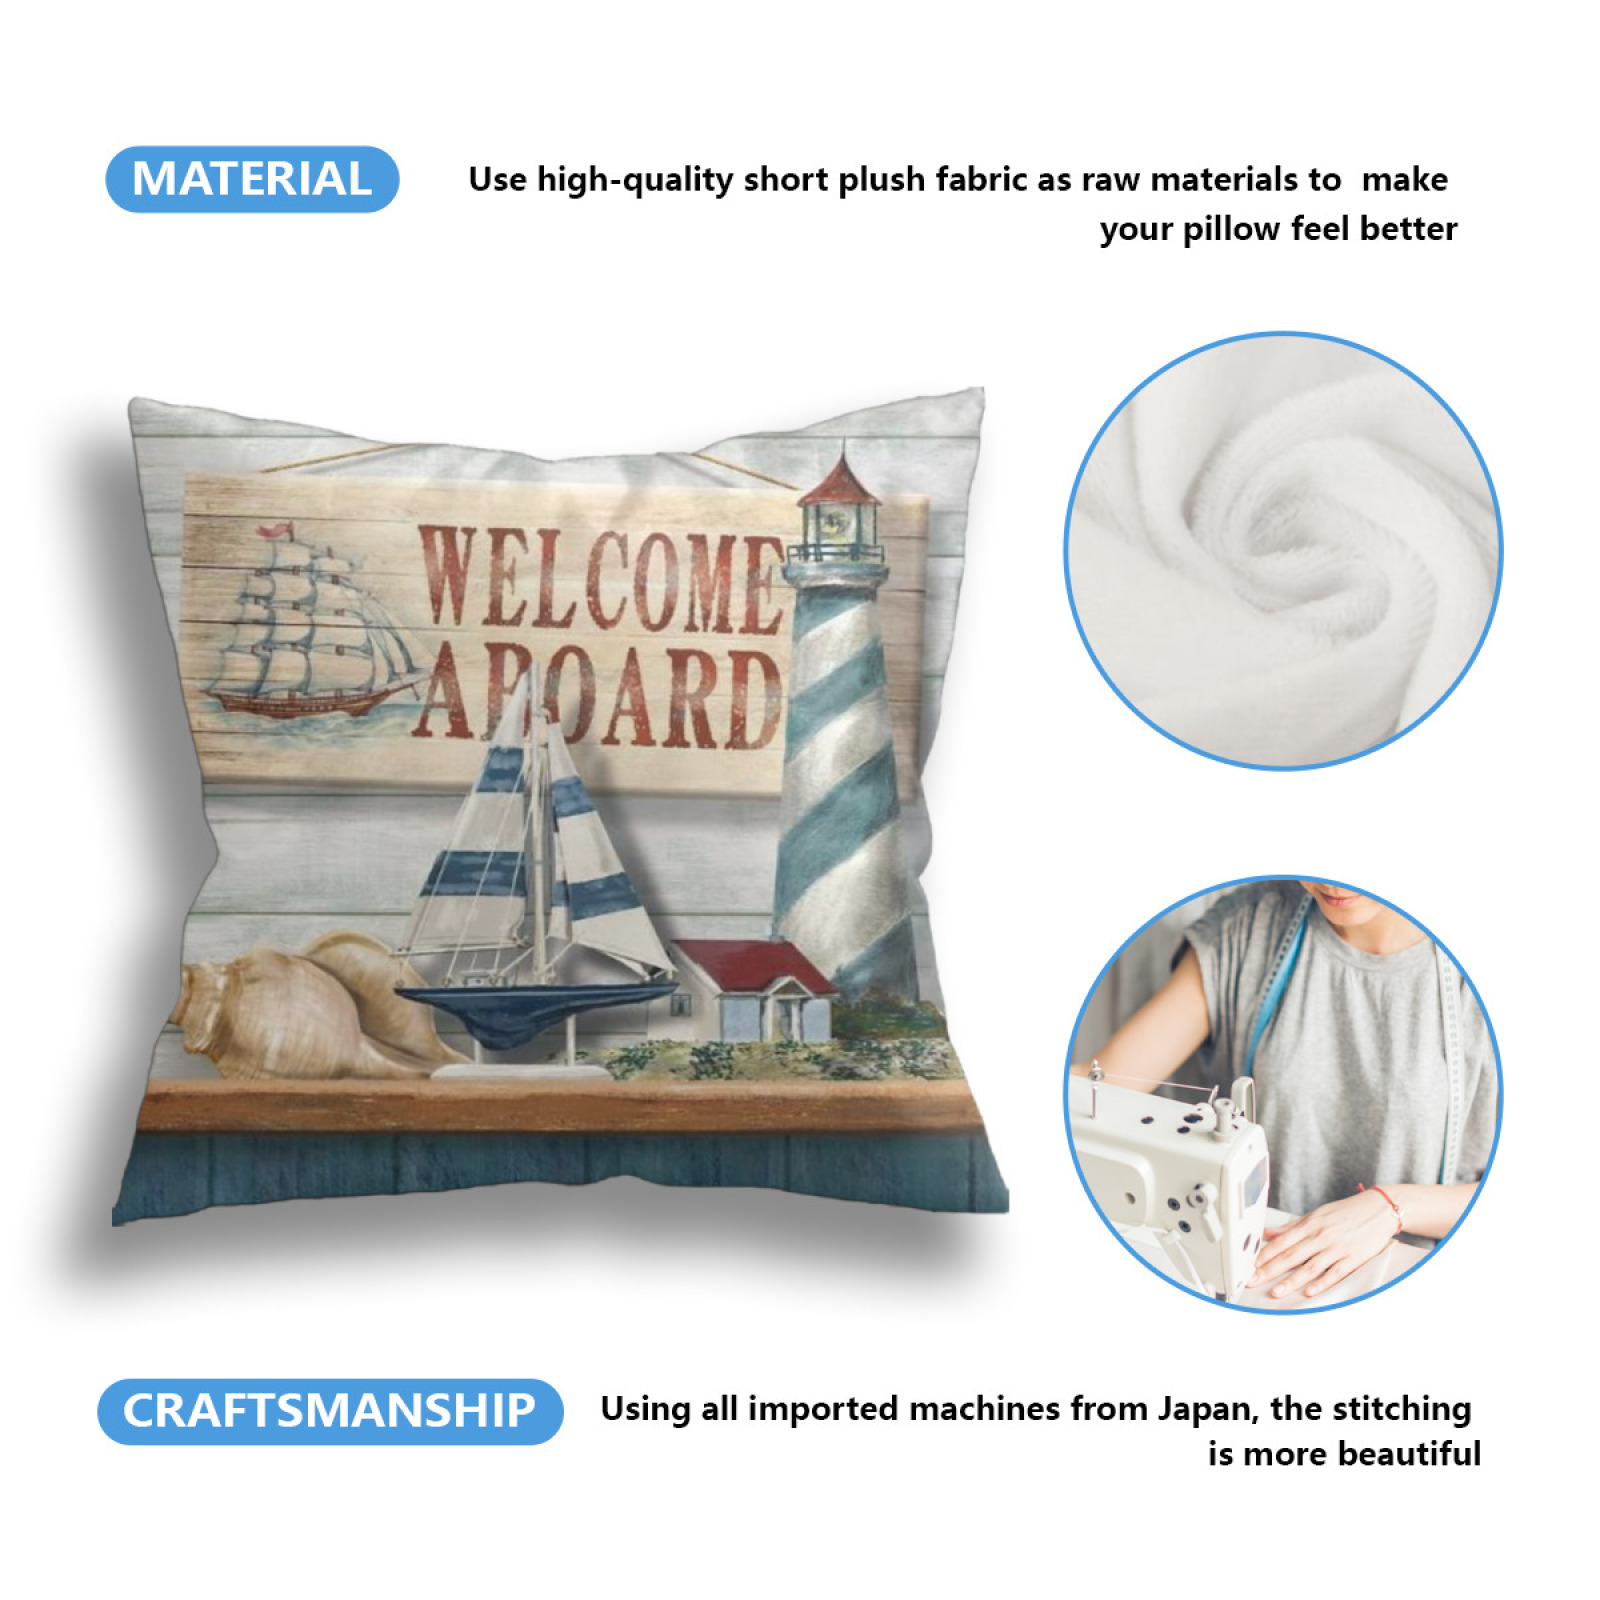 MATERIAL
Use high-quality short plush fabric as raw materials to make
your pillow feel better
WELCOME
ABOARD
CRAFTSMANSHIP
Using all imported machines from Japan, the stitching
is more beautiful